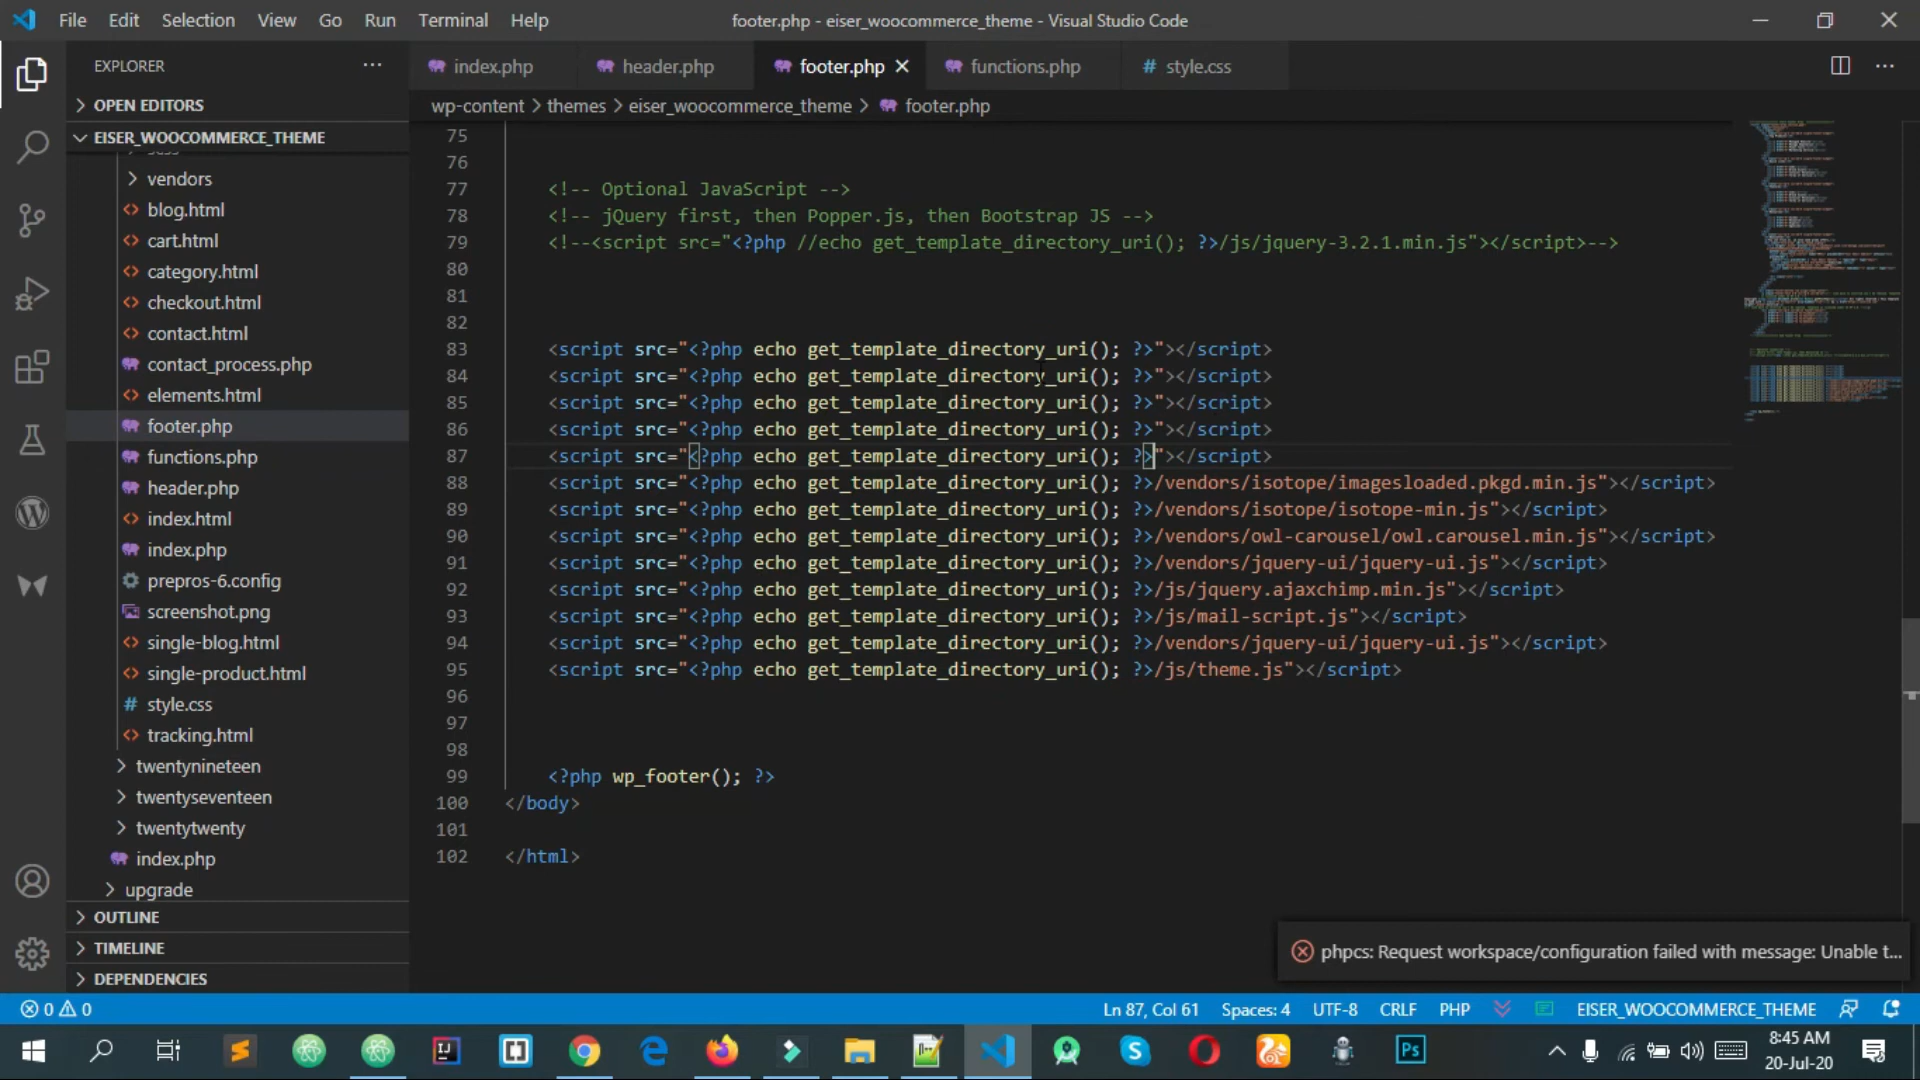 File Edit Selection View Go Run Terminal Help
footer.php - eiser_woocommerce_theme - Visual Studio Code
EXPLORER
OPEN EDITORS
EISER_WOOCOMMERCE_THEME
vendors
blog.html
cart.html
category.html
checkout.html
contact.html
contact_process.php
elements.html
footer.php
functions.php
header.php
index.html
index.php
prepros-6.config
screenshot.png
single-blog.html
single-product.html
style.css
tracking.html
twentynineteen
twentyseventeen
twentytwenty
index.php
upgrade
OUTLINE
TIMELINE
DEPENDENCIES
index.php header.php footer.php functions.php # style.css
wp-content > themes > eiser_woocommerce_theme > footer.php
75
76
77 <!-- Optional JavaScript -->
78 <!-- jQuery first, then Popper.js, then Bootstrap JS -->
79 <!--<script src="<?php //echo get_template_directory_uri(); ?>/js/jquery-3.2.1.min.js"></script>-->
80
81
82
83 <script src="<?php echo get_template_directory_uri(); ?>"></script>
84 <script src="<?php echo get_template_directory_uri(); ?>"></script>
85 <script src="<?php echo get_template_directory_uri(); ?>"></script>
86 <script src="<?php echo get_template_directory_uri(); ?>"></script>
87 <script src="<?php echo get_template_directory_uri(); ?>"></script>
88 <script src="<?php echo get_template_directory_uri(); ?>/vendors/isotope/imagesloaded.pkgd.min.js"></script>
89 <script src="<?php echo get_template_directory_uri(); ?>/vendors/isotope/isotope-min.js"></script>
90 <script src="<?php echo get_template_directory_uri(); ?>/vendors/owl-carousel/owl.carousel.min.js"></script>
91 <script src="<?php echo get_template_directory_uri(); ?>/vendors/jquery-ui/jquery-ui.js"></script>
92 <script src="<?php echo get_template_directory_uri(); ?>/js/jquery.ajaxchimp.min.js"></script>
93 <script src="<?php echo get_template_directory_uri(); ?>/js/mail-script.js"></script>
94 <script src="<?php echo get_template_directory_uri(); ?>/vendors/jquery-ui/jquery-ui.js"></script>
95 <script src="<?php echo get_template_directory_uri(); ?>/js/theme.js"></script>
96
97
98
99 <?php wp_footer(); ?>
100 </body>
101
102 </html>
phpcs: Request workspace/configuration failed with message: Unable t...
0 0
Ln 87, Col 61 Spaces: 4 UTF-8 CRLF PHP EISER_WOOCOMMERCE_THEME
8:45 AM
20-Jul-20